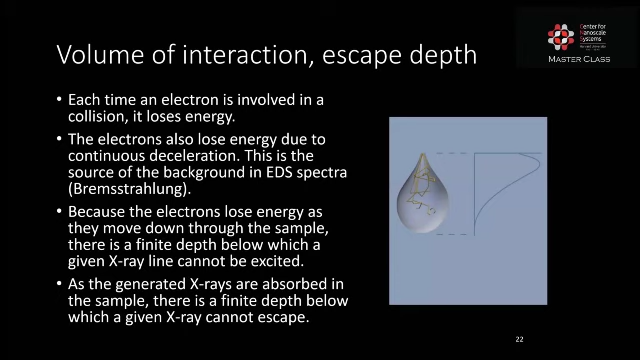 Center for
Nanoscale
Systems
MASTER CLASS
Volume of interaction, escape depth
• Each time an electron is involved in a
collision, it loses energy.
• The electrons also lose energy due to
continuous deceleration. This is the
source of the background in EDS spectra
(Bremsstrahlung).
• Because the electrons lose energy as
they move down through the sample,
there is a finite depth below which a
given X-ray line cannot be excited.
• As the generated X-rays are absorbed in
the sample, there is a finite depth below
which a given X-ray cannot escape.
22